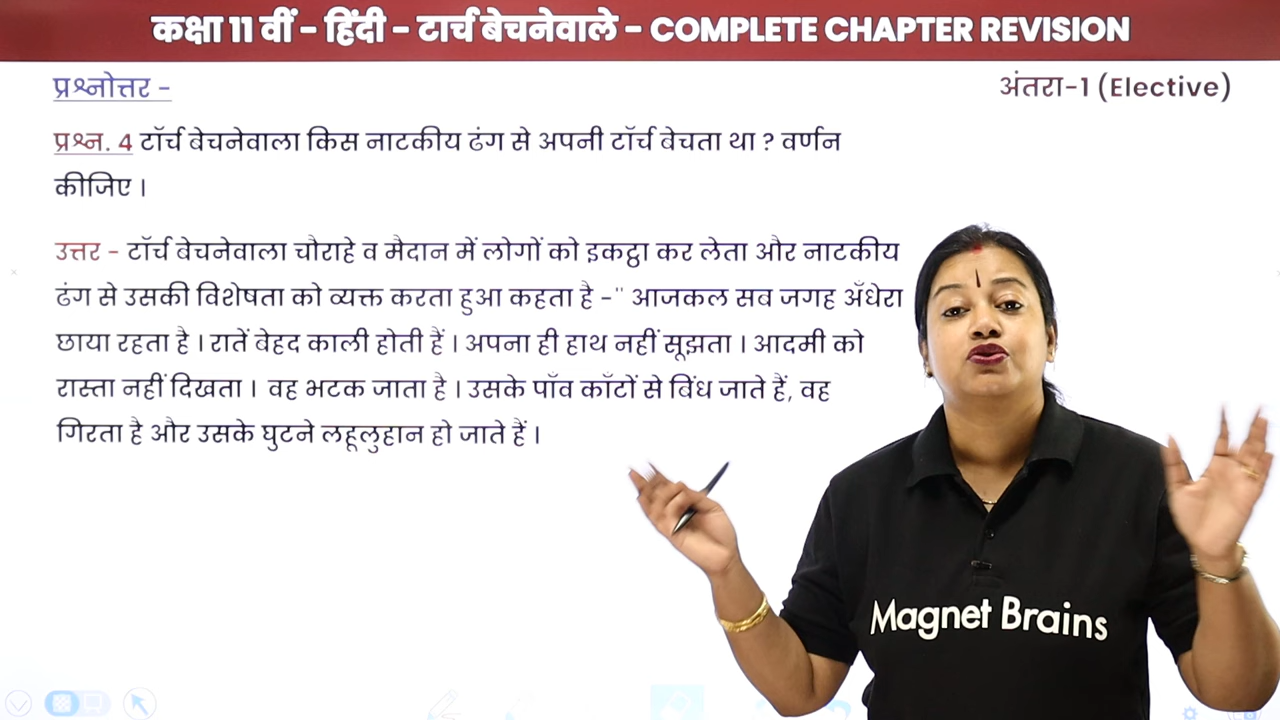 कक्षा 11 वीं – हिंदी – टार्च बेचनेवाले – COMPLETE CHAPTER REVISION
प्रश्नोत्तर -
अंतरा-1 (Elective)
प्रश्न. 4 टॉर्च बेचनेवाला किस नाटकीय ढंग से अपनी टॉर्च बेचता था ? वर्णन
कीजिए ।
उत्तर - टॉर्च बेचनेवाला चौराहे व मैदान में लोगों को इकट्ठा कर लेता और नाटकीय
ढंग से उसकी विशेषता को व्यक्त करता हुआ कहता है -" आजकल सब जगह अँधेरा
छाया रहता है । रातें बेहद काली होती हैं । अपना ही हाथ नहीं सूझता । आदमी को
रास्ता नहीं दिखता । वह भटक जाता है । उसके पाँव काँटों से बिंध जाते हैं, वह
गिरता है और उसके घुटने लहूलुहान हो जाते हैं ।
Magnet Brains